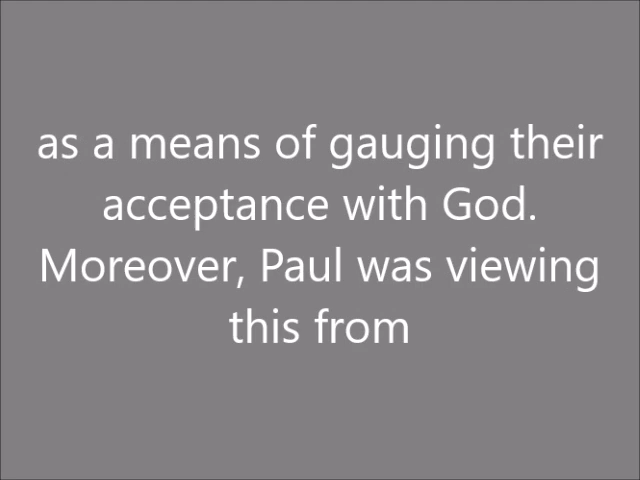 as a means of gauging their
acceptance with God.
Moreover, Paul was viewing
this from